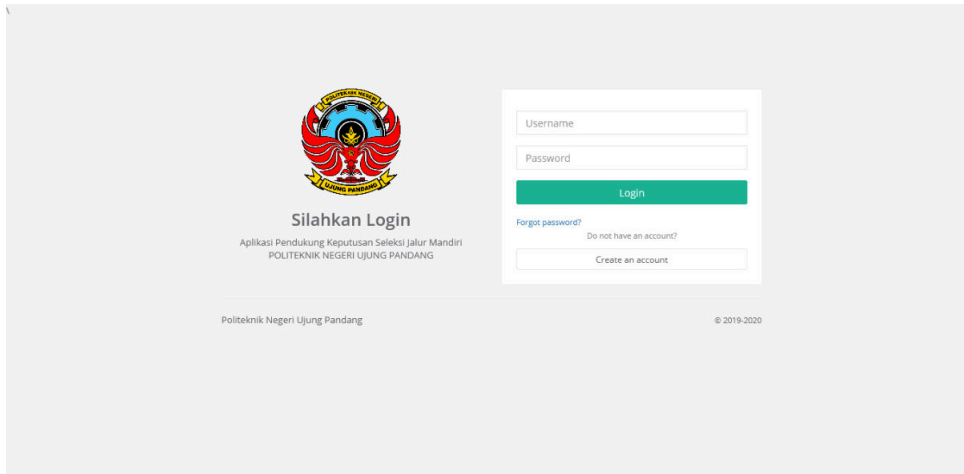 \
POLITEKNIK NEGERI
UJUNG PANDANG
Silahkan Login
Aplikasi Pendukung Keputusan Seleksi Jalur Mandiri
POLITEKNIK NEGERI UJUNG PANDANG
Username
Password
Login
Forgot password?
Do not have an account?
Create an account
Politeknik Negeri Ujung Pandang
© 2019-2020